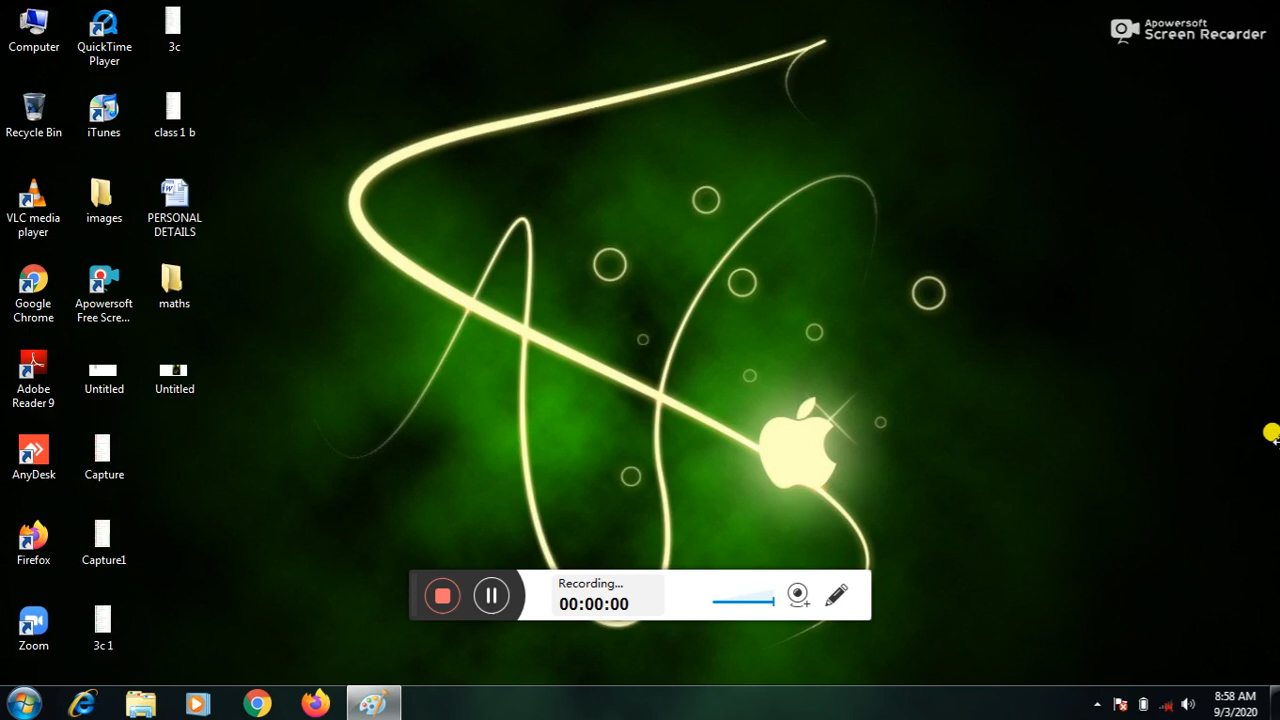 Computer
QuickTime
Player
3c
Apowersoft
Screen Recorder
Recycle Bin
iTunes
class 1 b
VLC media
player
images
PERSONAL
DETAILS
Google
Chrome
Apowersoft
Free Scre...
maths
Adobe
Reader 9
Untitled
Untitled
AnyDesk
Capture
Firefox
Capture1
Zoom
3c 1
Recording...
00:00:00
8:58 AM
9/3/2020